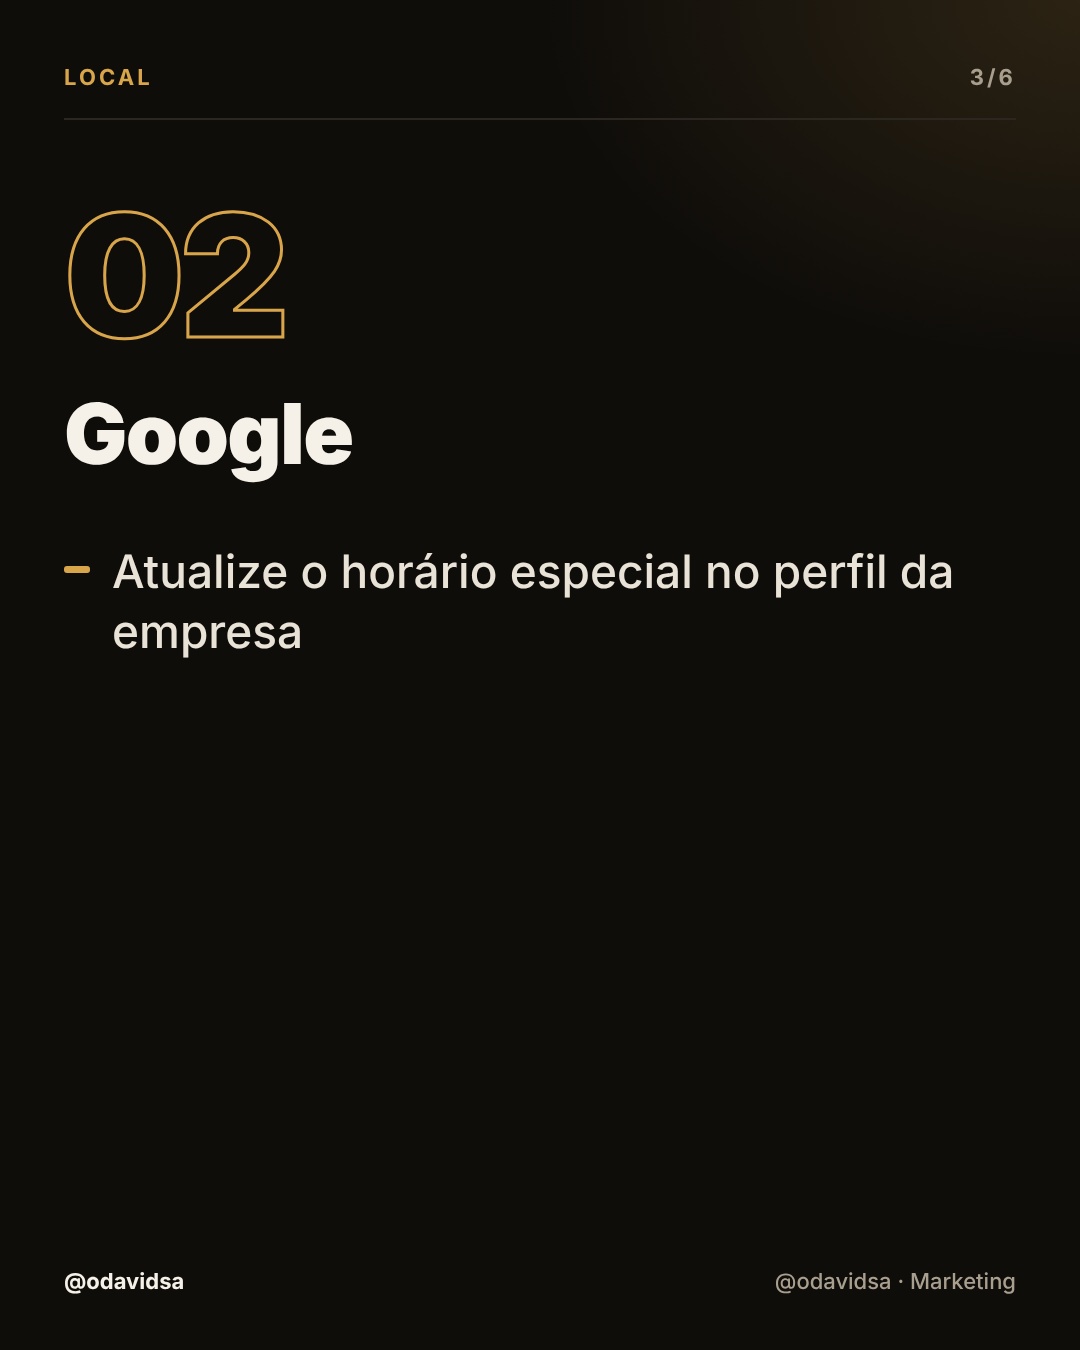 LOCAL
3/6
02
Google
Atualize o horário especial no perfil da
empresa
@odavidsa
@odavidsa · Marketing